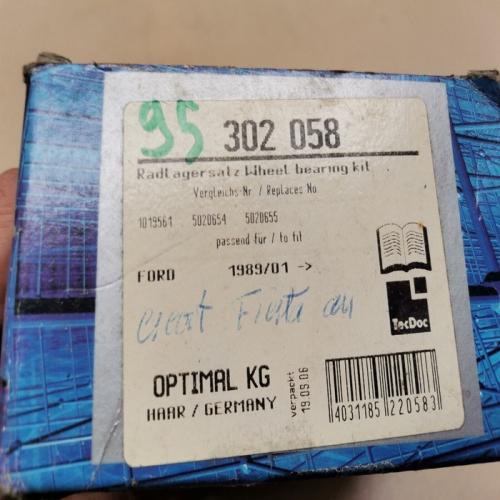 95 302 058
Radlagersatz Wheel bearing kit
Vergleichs-Nr. / Replaces No
1019561 5020654 5020655
passend für / to fit
FORD 1989/01 ->
TecDoc
OPTIMAL KG
HAAR / GERMANY
verpackt
19.09.06
4031185 220583